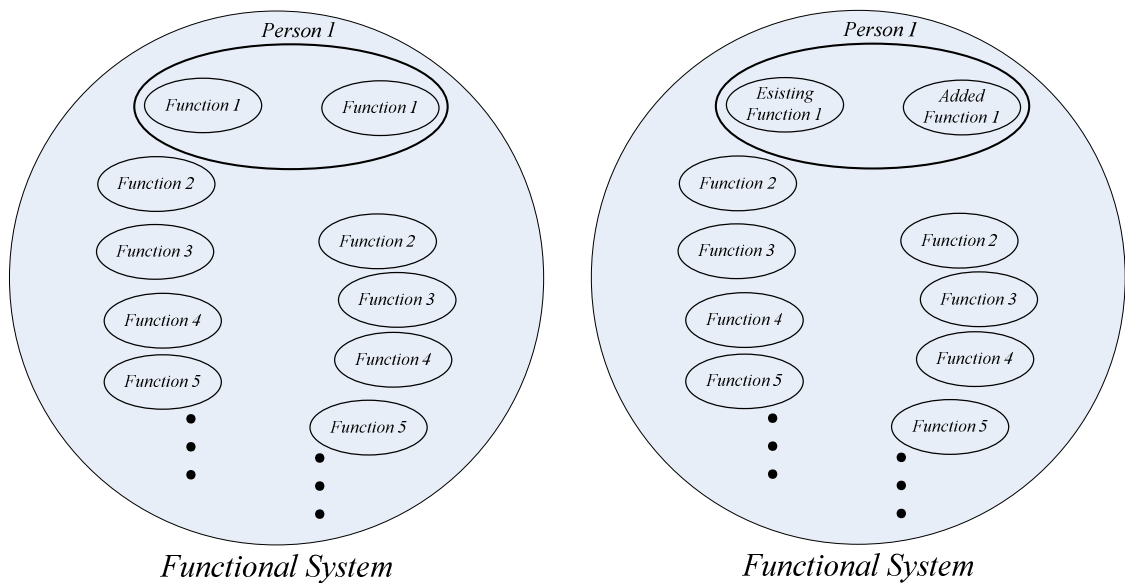 Person 1
Function 1
Function 1
Function 2
Function 2
Function 3
Function 3
Function 4
Function 4
Function 5
Function 5
Functional System
Person 1
Esisting
Function 1
Added
Function 1
Function 2
Function 2
Function 3
Function 3
Function 4
Function 4
Function 5
Function 5
Functional System